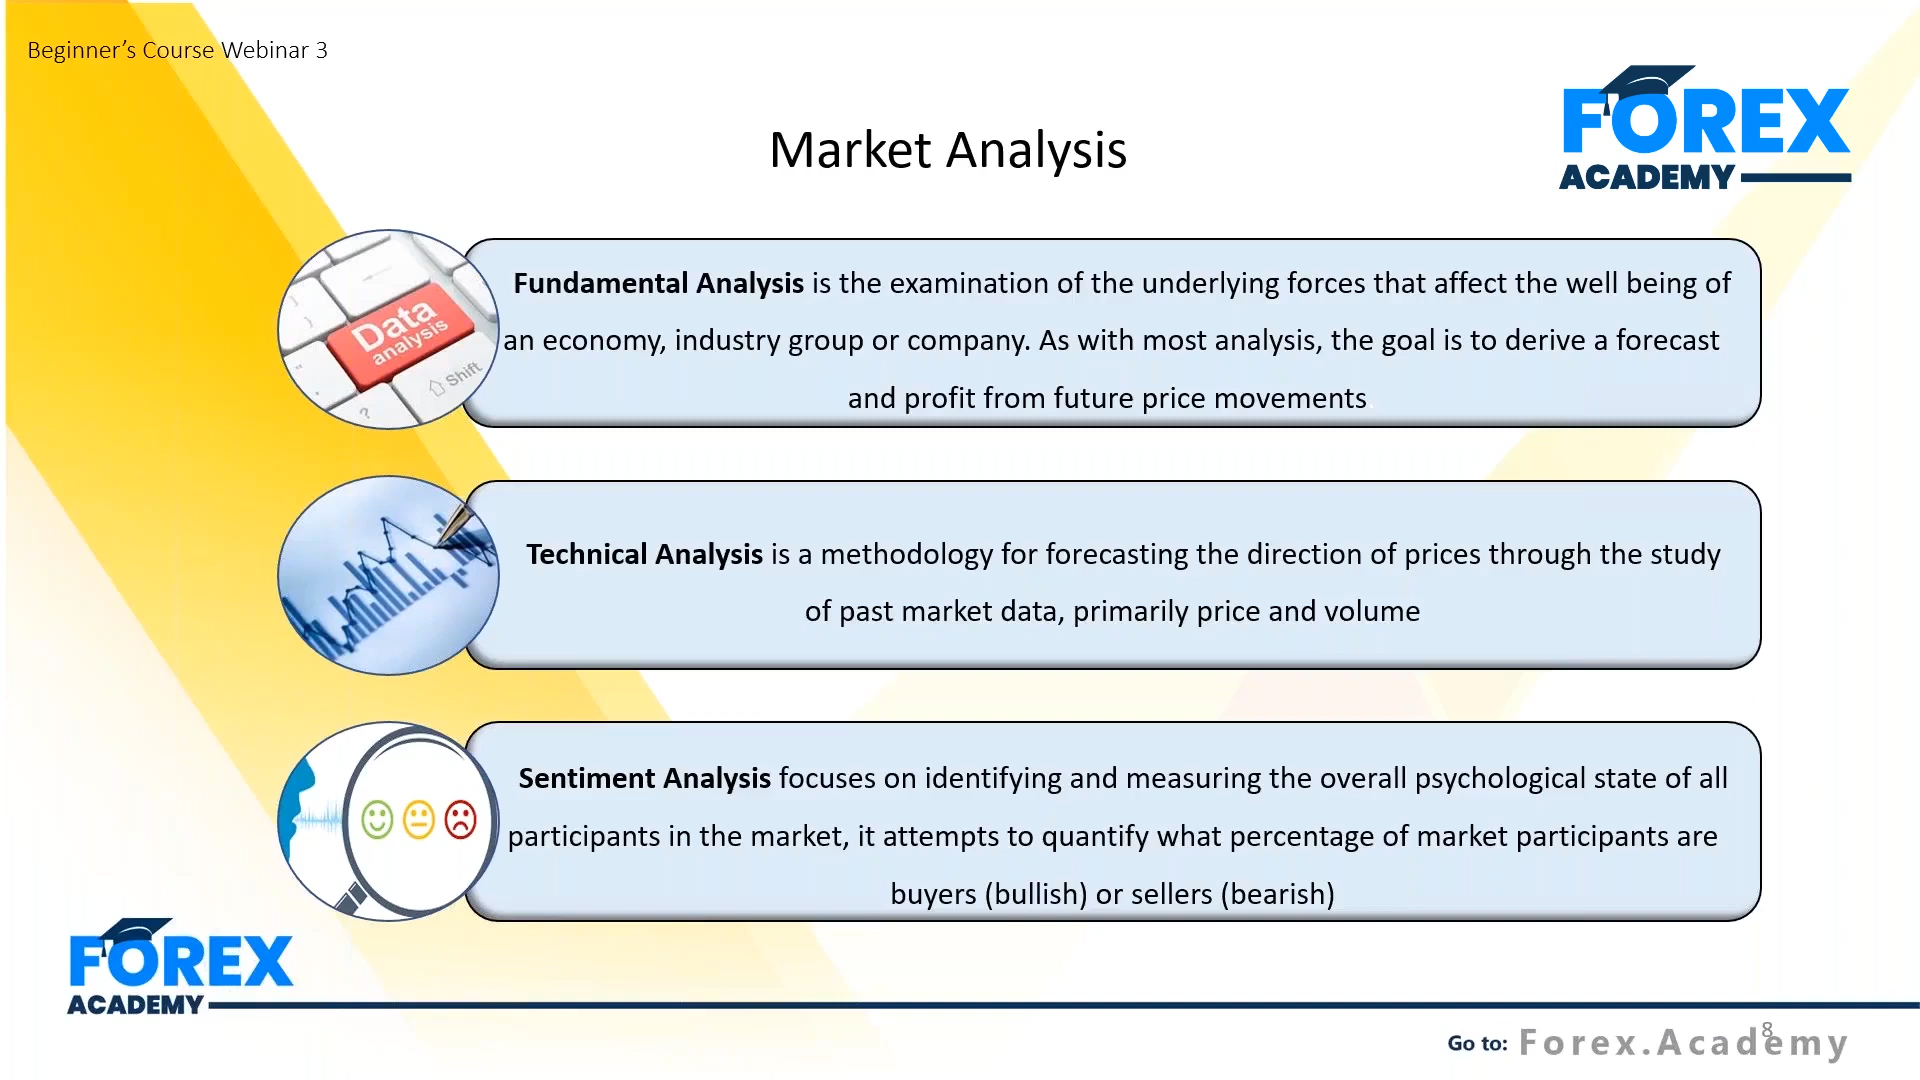 Beginner’s Course Webinar 3
FOREX
ACADEMY
Market Analysis
Data
analysis
Shift
?
Fundamental Analysis is the examination of the underlying forces that affect the well being of
an economy, industry group or company. As with most analysis, the goal is to derive a forecast
and profit from future price movements
Technical Analysis is a methodology for forecasting the direction of prices through the study
of past market data, primarily price and volume
Sentiment Analysis focuses on identifying and measuring the overall psychological state of all
participants in the market, it attempts to quantify what percentage of market participants are
buyers (bullish) or sellers (bearish)
FOREX
ACADEMY
Go to: Forex.Academy
8